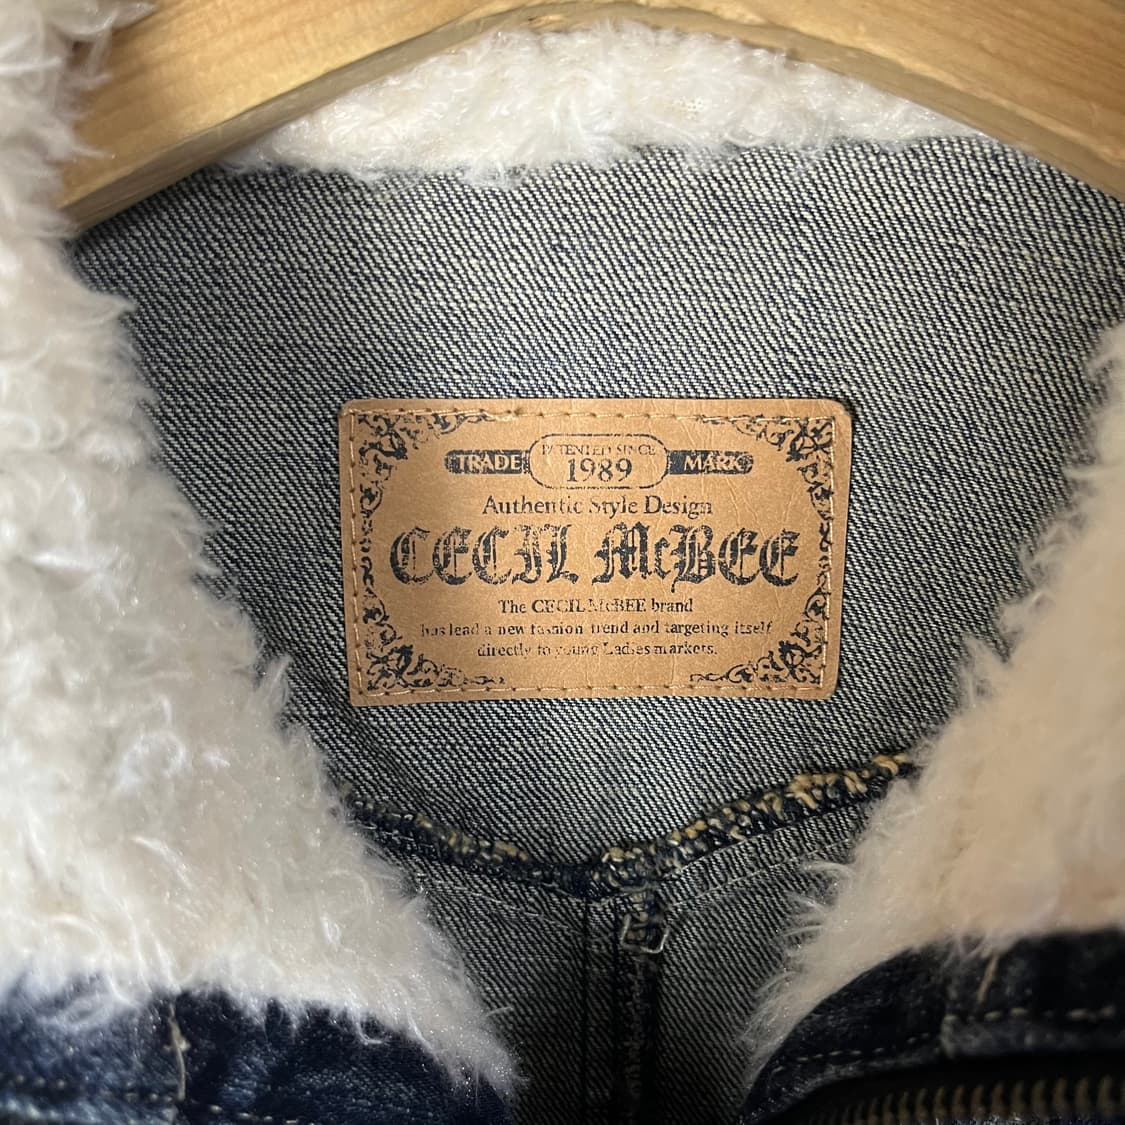 TRADE PATENTED SINCE MARK
1989
Authentic Style Design
CECIL McBEE
The CECIL McBEE brand
has lead a new fashion trend and targeting itself
directly to young Ladies markets.